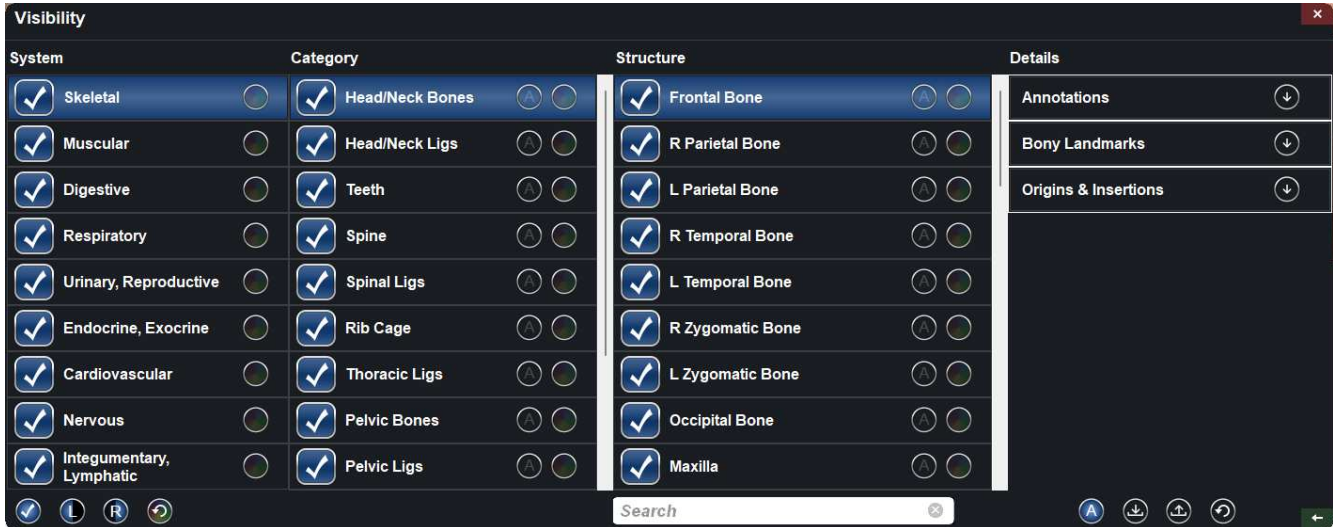 Visibility
System
Category
Structure
Details
Skeletal
Head/Neck Bones
A
Frontal Bone
A
Annotations
Muscular
Head/Neck Ligs
A
R Parietal Bone
A
Bony Landmarks
Digestive
Teeth
A
L Parietal Bone
A
Origins & Insertions
Respiratory
Spine
A
R Temporal Bone
A
Urinary, Reproductive
Spinal Ligs
A
L Temporal Bone
A
Endocrine, Exocrine
Rib Cage
A
R Zygomatic Bone
A
Cardiovascular
Thoracic Ligs
A
L Zygomatic Bone
A
Nervous
Pelvic Bones
A
Occipital Bone
A
Integumentary,
Lymphatic
Pelvic Ligs
A
Maxilla
A
L
R
Search
A